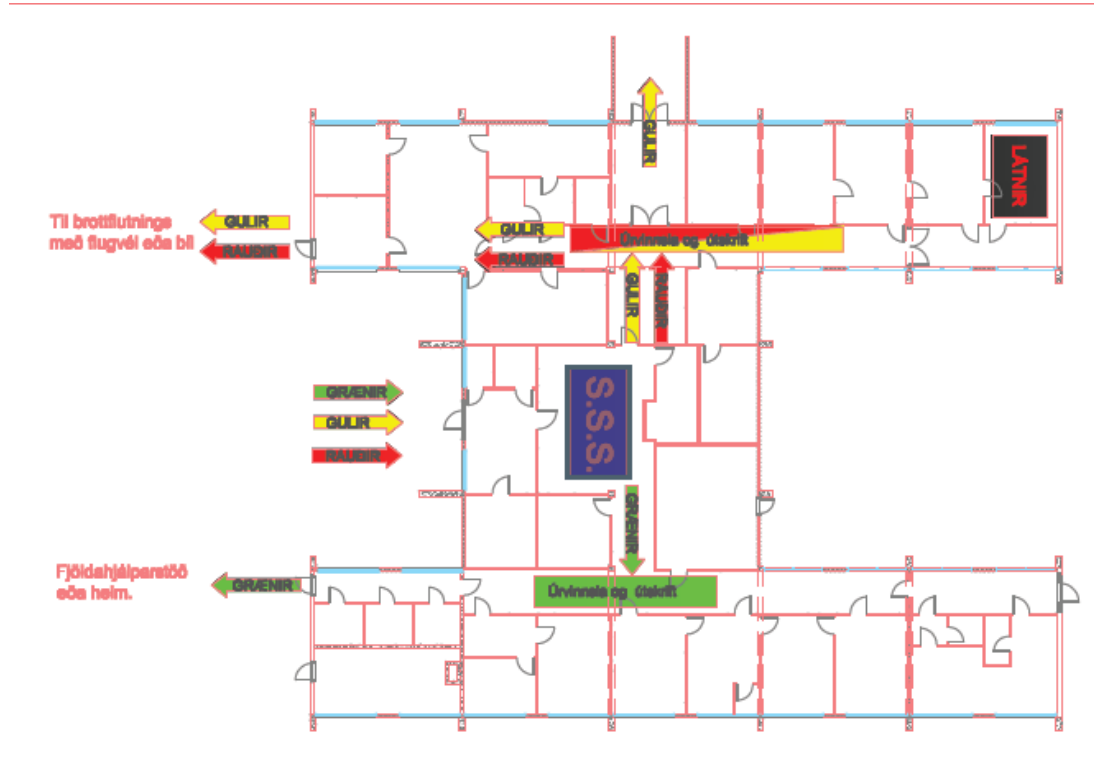 GULIR
LÁTNIR
Til brottflutnings
með flugvél eða bíl
GULIR
RAUÐIR
GULIR
RAUÐIR
Úrvinnsla og útskrift
GULIR
RAUÐIR
GRÆNIR
GULIR
RAUÐIR
S.S.S.
GRÆNIR
Fjöldahjálparstöð
eða heim.
GRÆNIR
Úrvinnsla og útskrift